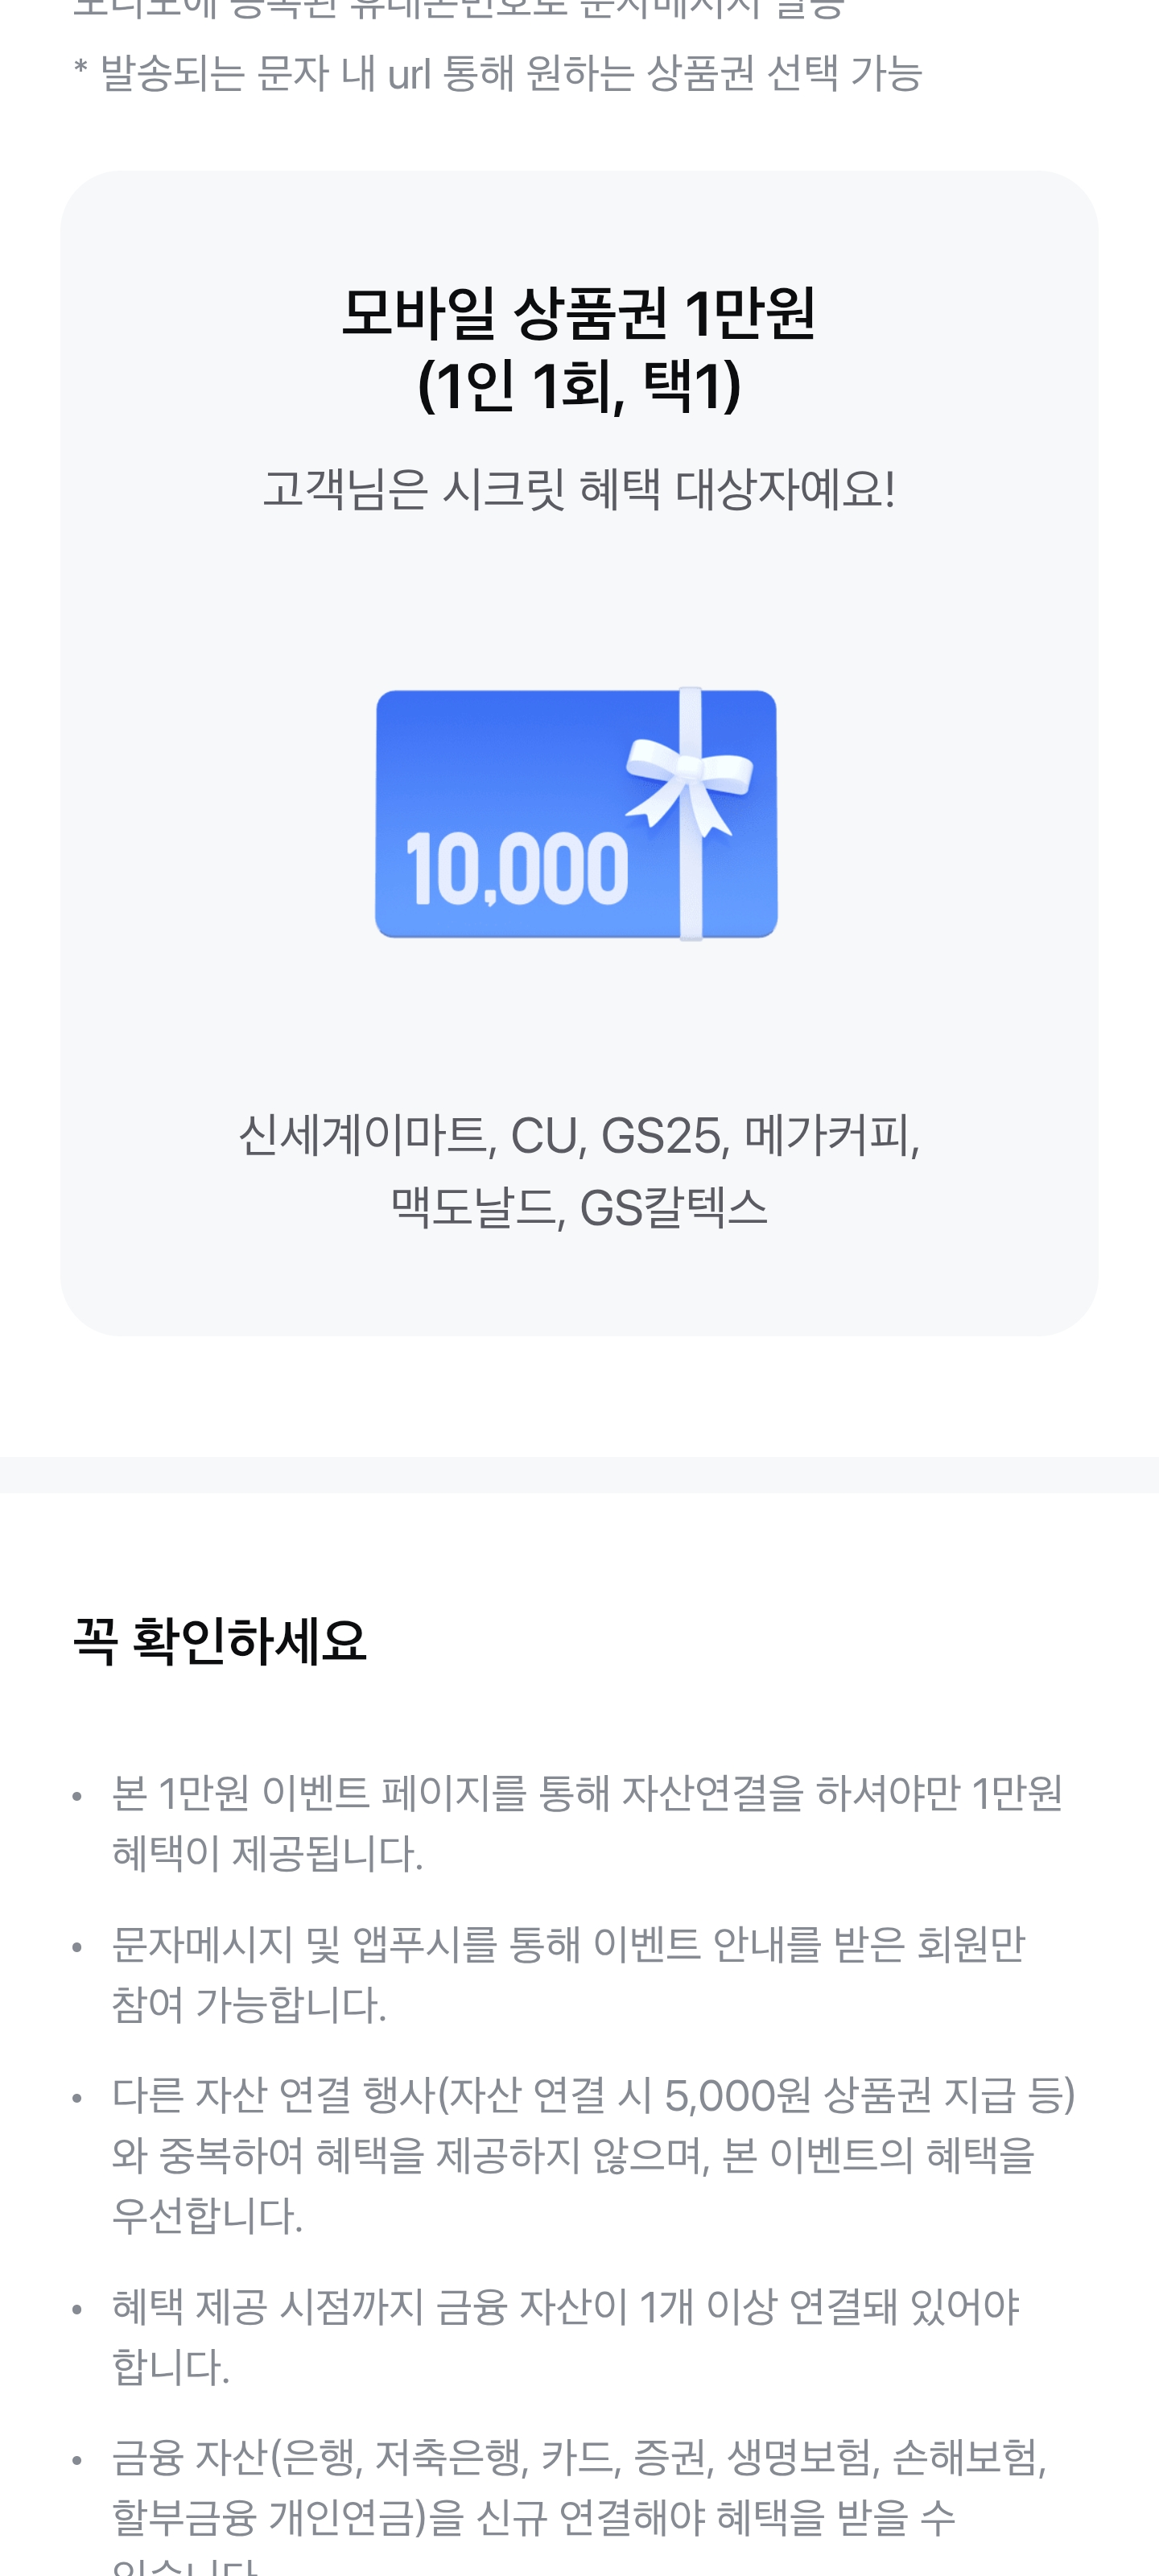 * 발송되는 문자 내 url 통해 원하는 상품권 선택 가능
모바일 상품권 1만원
(1인 1회, 택1)
고객님은 시크릿 혜택 대상자예요!
10,000
신세계이마트, CU, GS25, 메가커피,
맥도날드, GS칼텍스
꼭 확인하세요
• 본 1만원 이벤트 페이지를 통해 자산연결을 하셔야만 1만원
혜택이 제공됩니다.
• 문자메시지 및 앱푸시를 통해 이벤트 안내를 받은 회원만
참여 가능합니다.
• 다른 자산 연결 행사(자산 연결 시 5,000원 상품권 지급 등)
와 중복하여 혜택을 제공하지 않으며, 본 이벤트의 혜택을
우선합니다.
• 혜택 제공 시점까지 금융 자산이 1개 이상 연결돼 있어야
합니다.
• 금융 자산(은행, 저축은행, 카드, 증권, 생명보험, 손해보험,
할부금융 개인연금)을 신규 연결해야 혜택을 받을 수